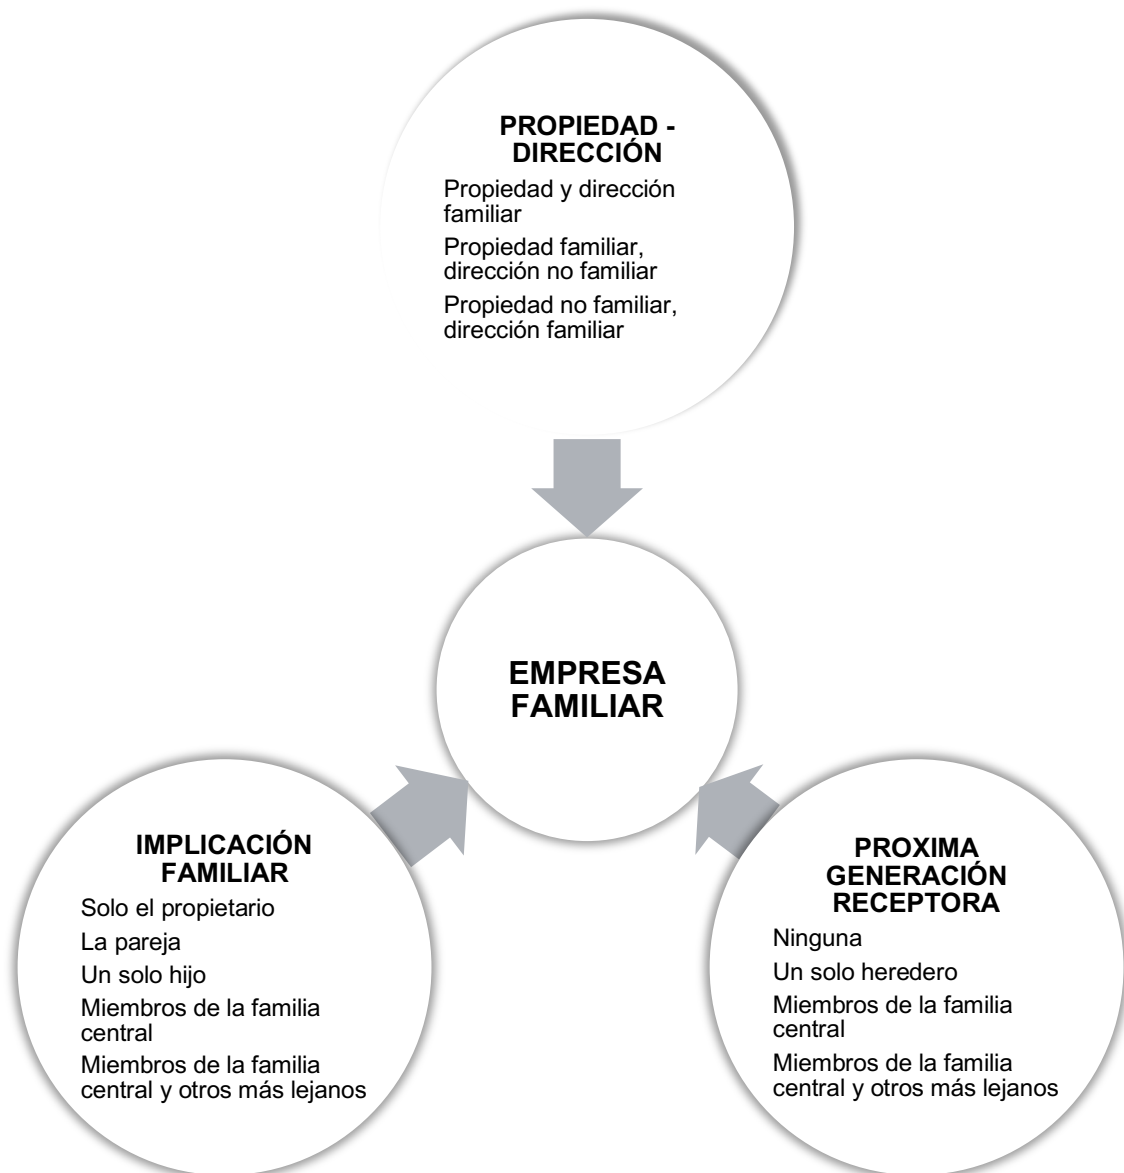 PROPIEDAD -
DIRECCIÓN
Propiedad y dirección
familiar
Propiedad familiar,
dirección no familiar
Propiedad no familiar,
dirección familiar
EMPRESA
FAMILIAR
IMPLICACIÓN
FAMILIAR
Solo el propietario
La pareja
Un solo hijo
Miembros de la familia
central
Miembros de la familia
central y otros más lejanos
PROXIMA
GENERACIÓN
RECEPTORA
Ninguna
Un solo heredero
Miembros de la familia
central
Miembros de la familia
central y otros más lejanos